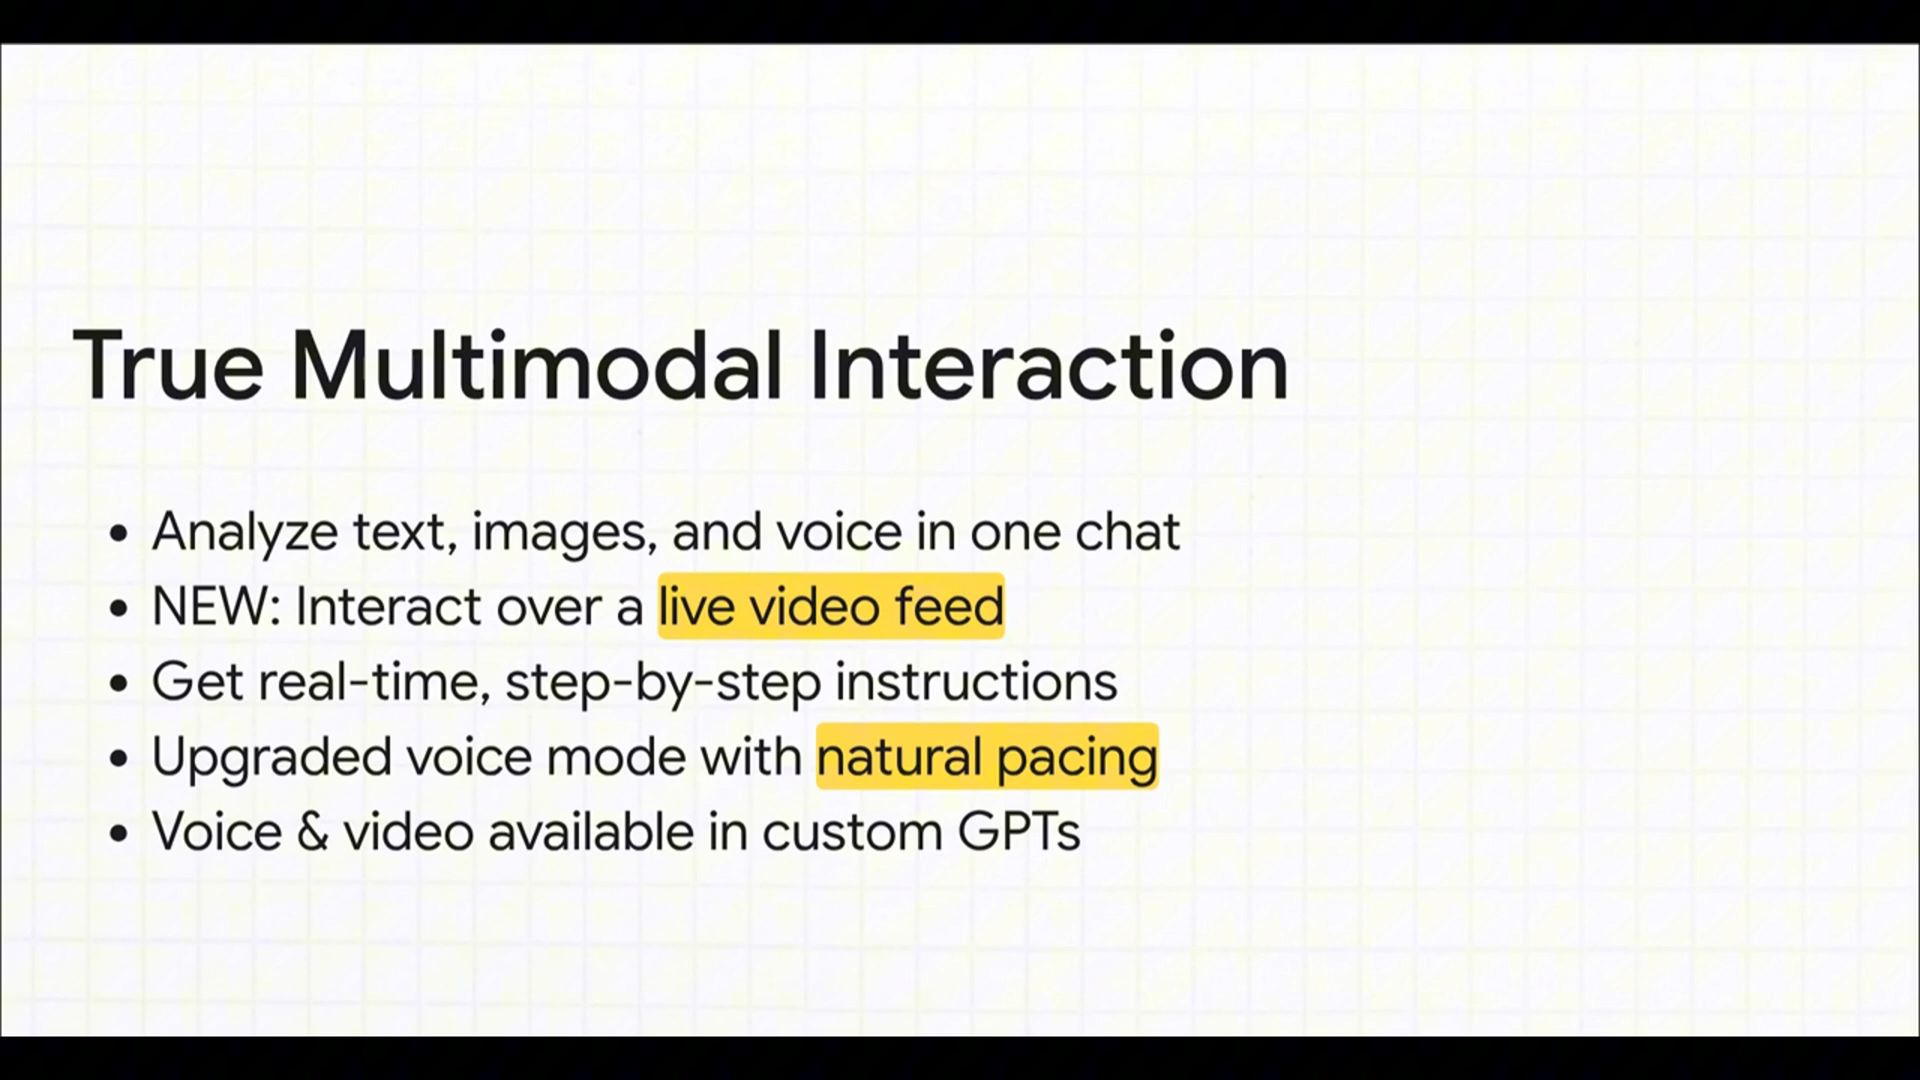 True Multimodal Interaction
• Analyze text, images, and voice in one chat
• NEW: Interact over a live video feed
• Get real-time, step-by-step instructions
• Upgraded voice mode with natural pacing
• Voice & video available in custom GPTs